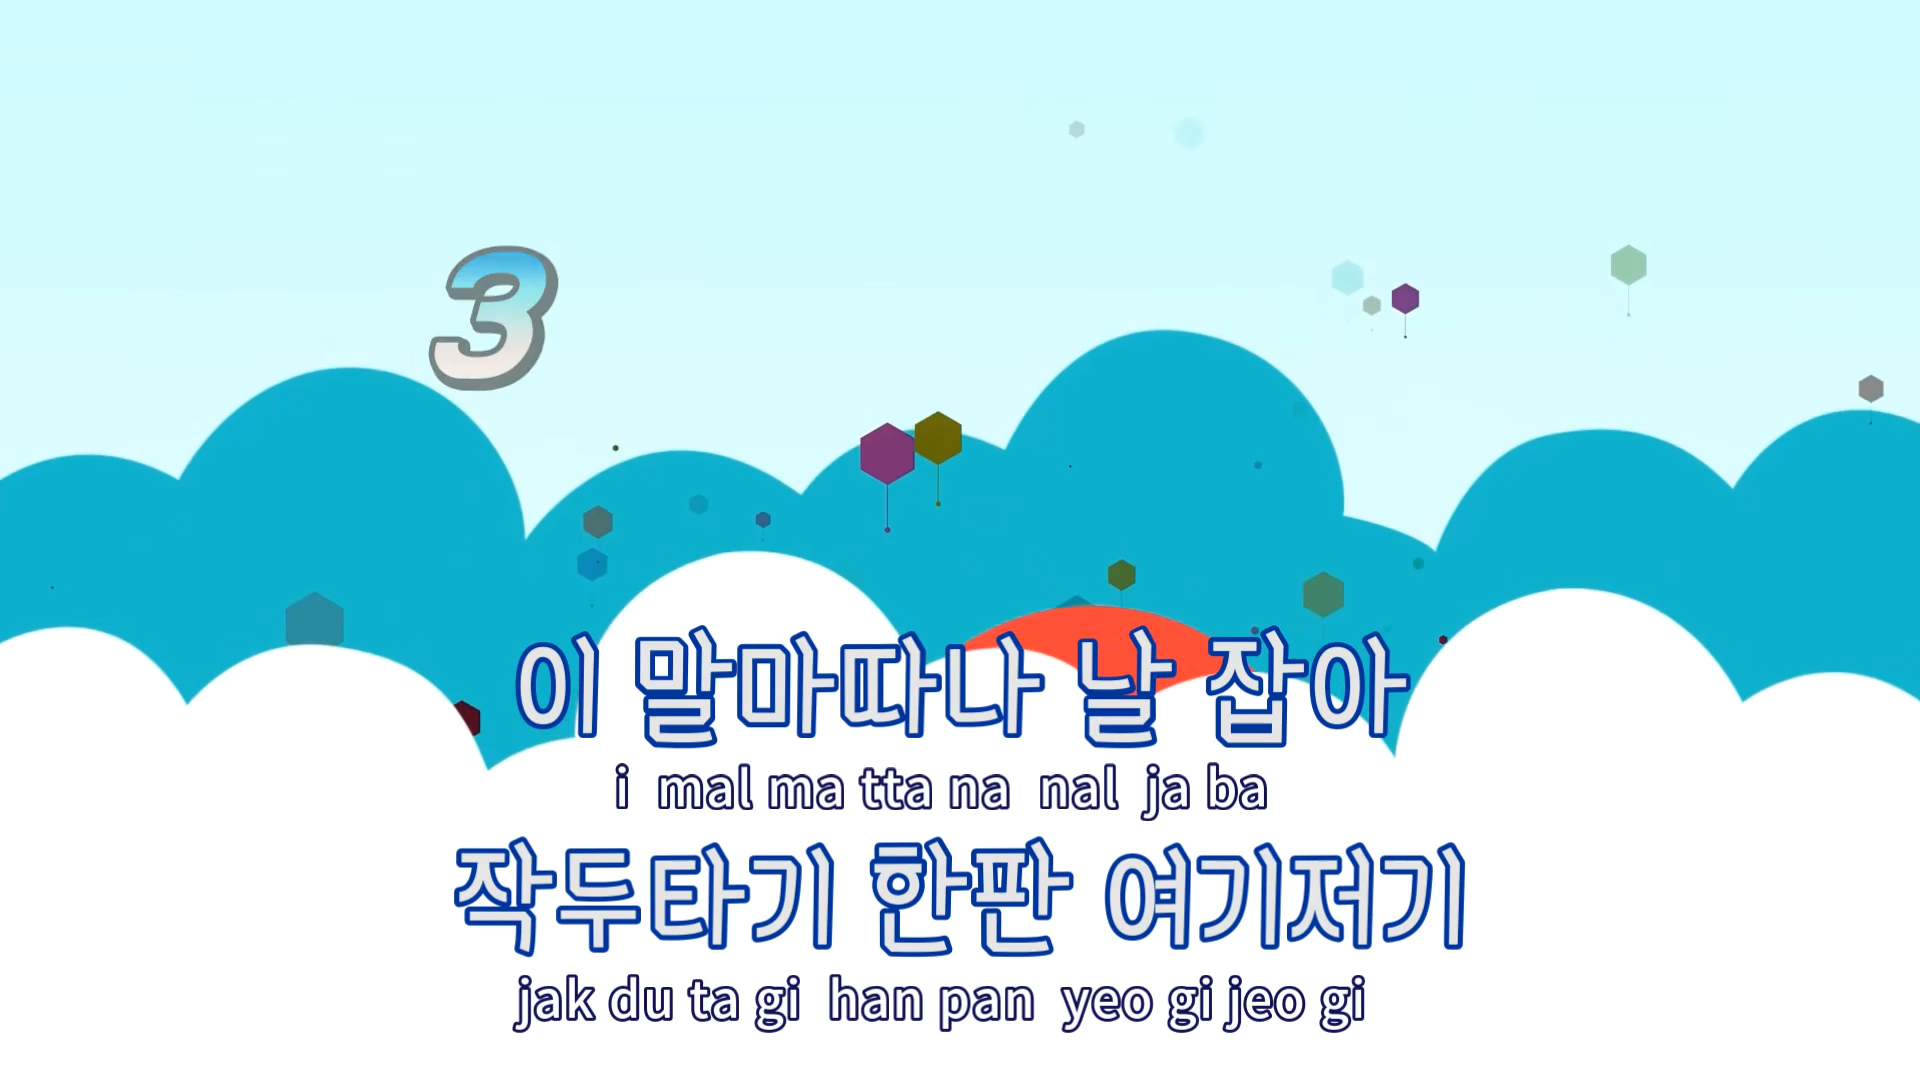 3
이 말마따나 날 잡아
i mal ma tta na nal ja ba
작두타기 한판 여기저기
jak du ta gi han pan yeo gi jeo gi